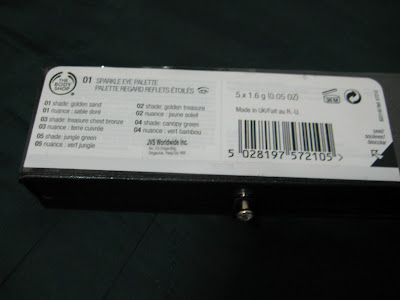 THE
BODY
SHOP
01 SPARKLE EYE PALETTE
PALETTE REGARD REFLETS ÉTOILÉS
01 shade: golden sand
01 nuance : sable doré
03 shade: treasure chest bronze
03 nuance : terre cuivrée
05 shade: jungle green
05 nuance : vert jungle
02 shade: golden treasure
02 nuance : jaune soleil
04 shade: canopy green
04 nuance : vert bambou
JVS Worldwide Inc.
5 x 1.6 g (0.05 OZ)
36 M
Made in UK/Fait au R. U.
5 028197 572105